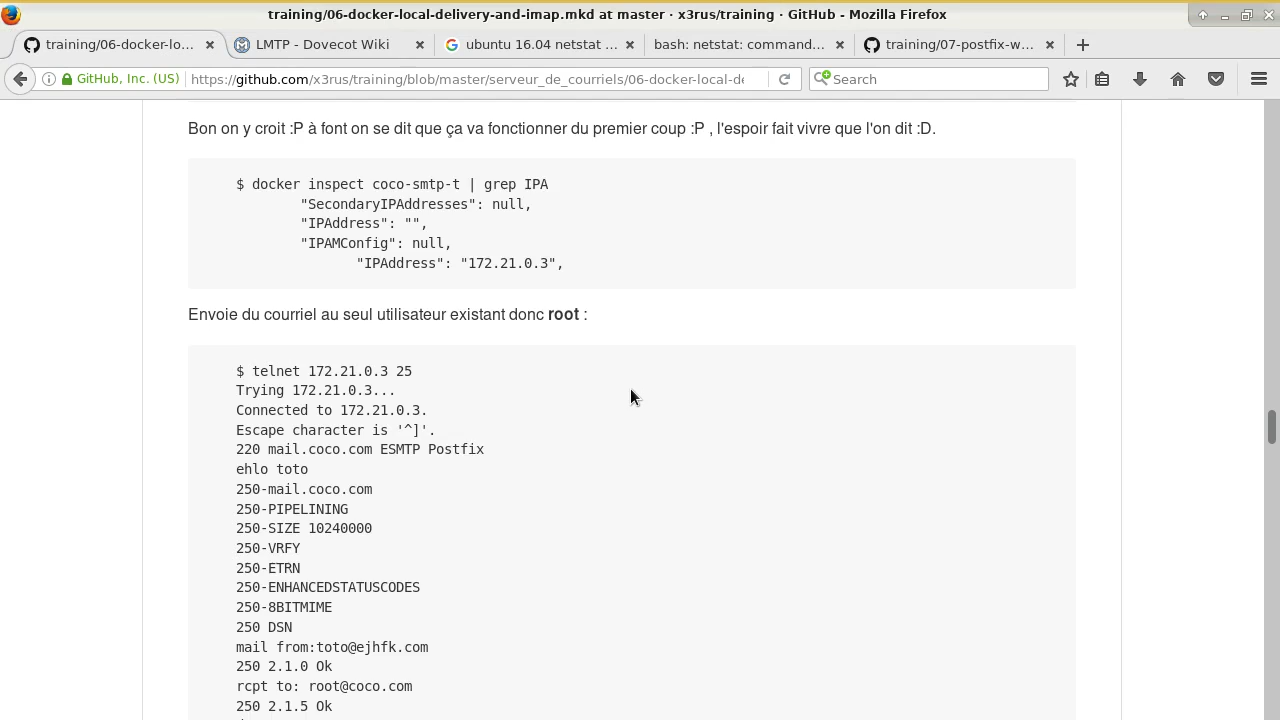 training/06-docker-local-delivery-and-imap.mkd at master · x3rus/training · GitHub - Mozilla Firefox
training/06-docker-lo... × LMTP - Dovecot Wiki × ubuntu 16.04 netstat ... × bash: netstat: command... × training/07-postfix-w... ×
GitHub, Inc. (US) https://github.com/x3rus/training/blob/master/serveur_de_courriels/06-docker-local-de Search
Bon on y croit :P à font on se dit que ça va fonctionner du premier coup :P , l'espoir fait vivre que l'on dit :D.
$ docker inspect coco-smtp-t | grep IPA
"SecondaryIPAddresses": null,
"IPAddress": "",
"IPAMConfig": null,
"IPAddress": "172.21.0.3",
Envoie du courriel au seul utilisateur existant donc root :
$ telnet 172.21.0.3 25
Trying 172.21.0.3...
Connected to 172.21.0.3.
Escape character is '^]'.
220 mail.coco.com ESMTP Postfix
ehlo toto
250-mail.coco.com
250-PIPELINING
250-SIZE 10240000
250-VRFY
250-ETRN
250-ENHANCEDSTATUSCODES
250-8BITMIME
250 DSN
mail from:toto@ejhfk.com
250 2.1.0 Ok
rcpt to: root@coco.com
250 2.1.5 Ok